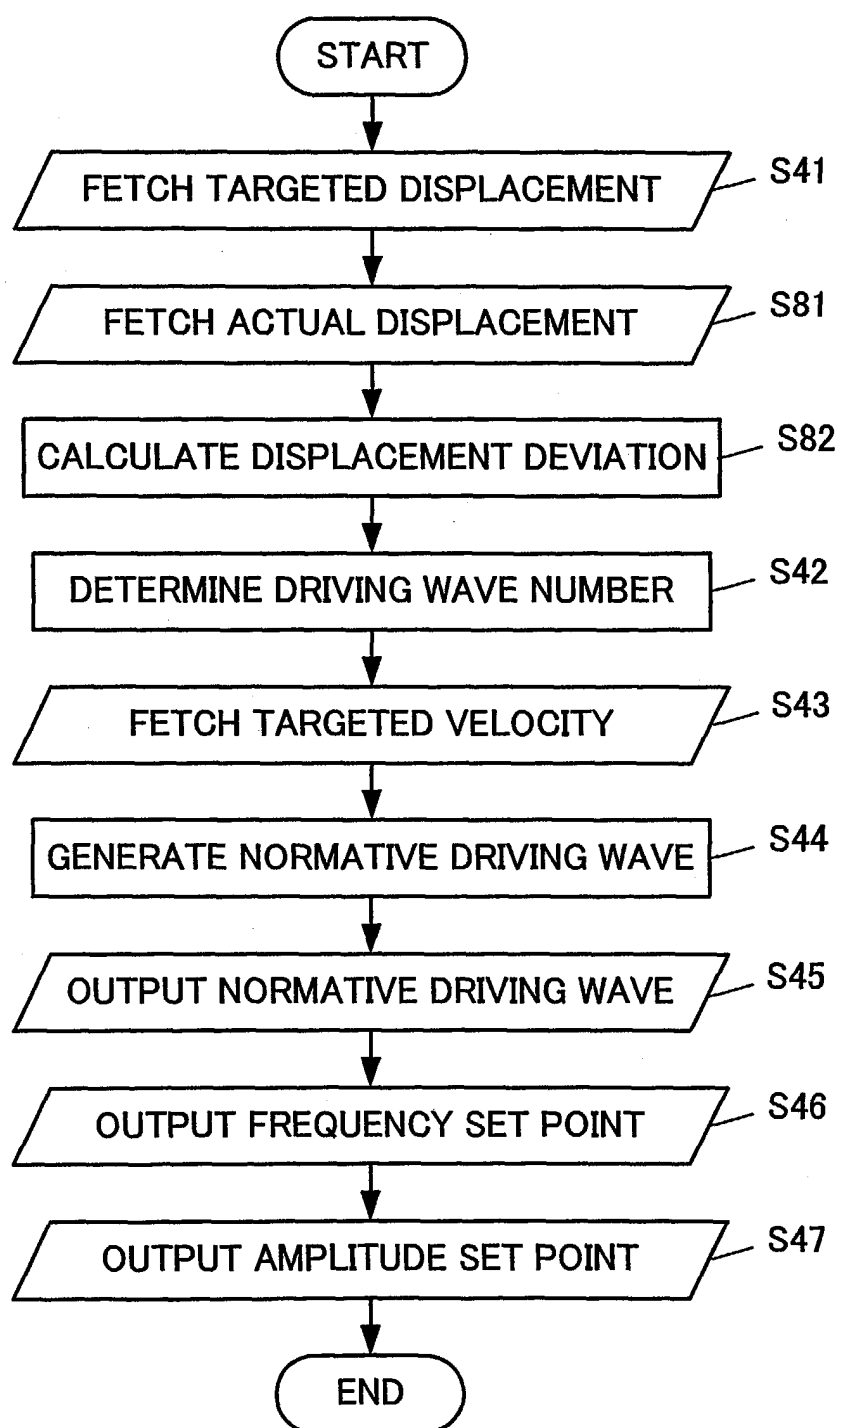 START
FETCH TARGETED DISPLACEMENT S41
FETCH ACTUAL DISPLACEMENT S81
CALCULATE DISPLACEMENT DEVIATION S82
DETERMINE DRIVING WAVE NUMBER S42
FETCH TARGETED VELOCITY S43
GENERATE NORMATIVE DRIVING WAVE S44
OUTPUT NORMATIVE DRIVING WAVE S45
OUTPUT FREQUENCY SET POINT S46
OUTPUT AMPLITUDE SET POINT S47
END